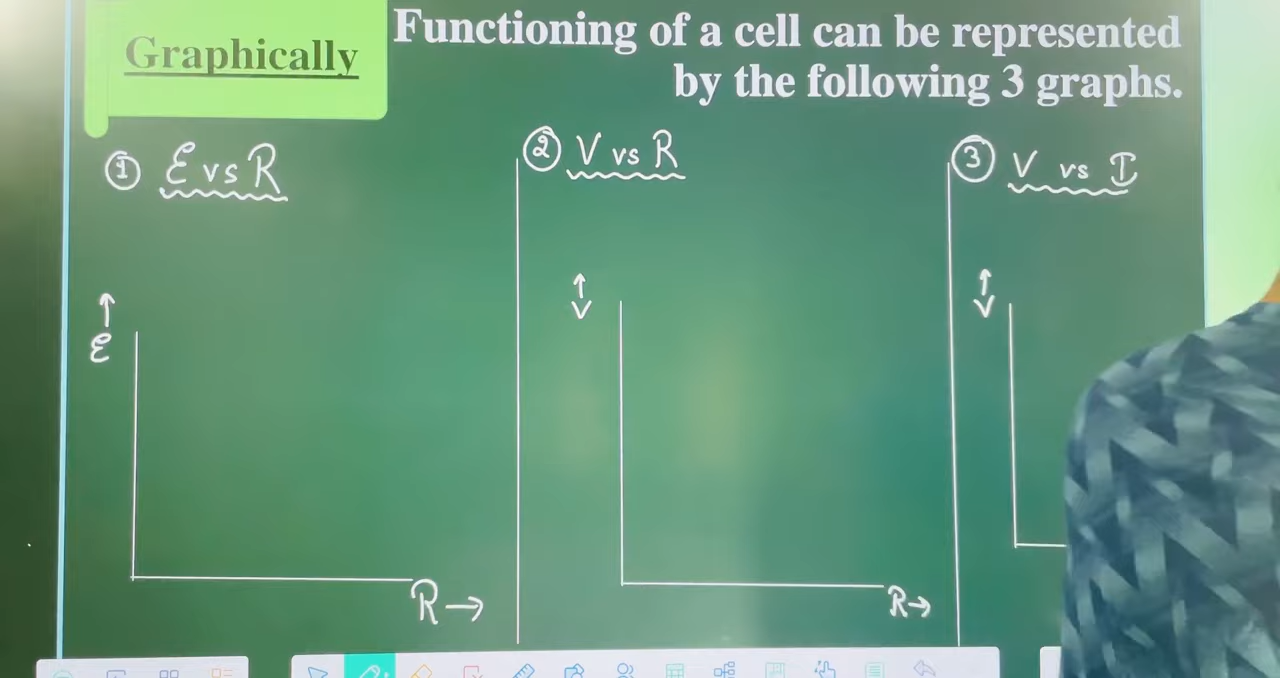 Graphically
Functioning of a cell can be represented
by the following 3 graphs.
① Ɛ vs R
② V vs R
③ V vs I
↑
Ɛ
R →
↑
V
R →
↑
V